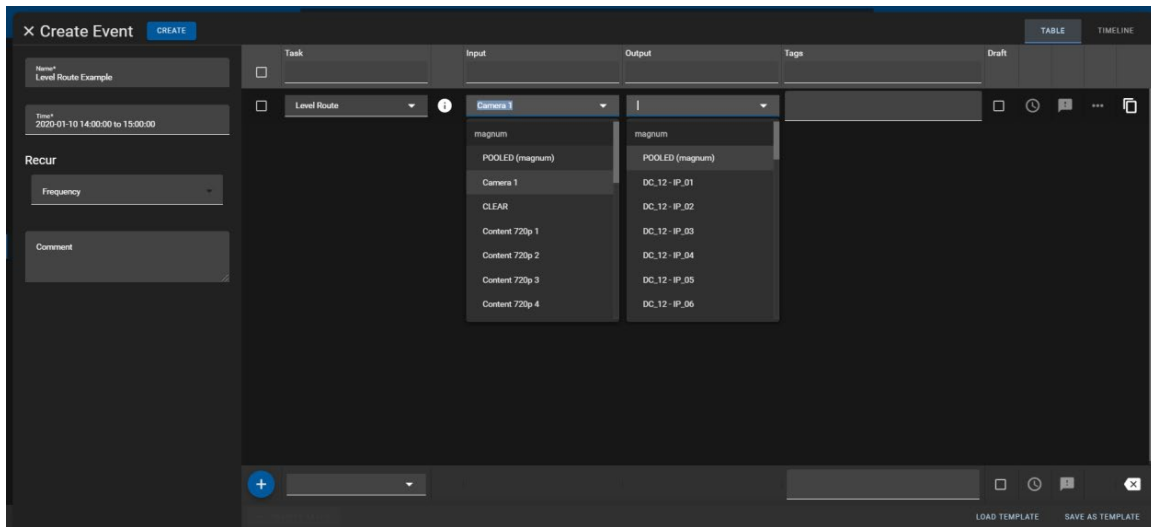 Create Event
CREATE
TABLE
TIMELINE
Name*
Level Route Example
Time*
2020-01-10 14:00:00 to 15:00:00
Recur
Frequency
Comment
Task
Input
Output
Tags
Draft
Level Route
Camera 1
magnum
POOLED (magnum)
Camera 1
CLEAR
Content 720p 1
Content 720p 2
Content 720p 3
Content 720p 4
magnum
POOLED (magnum)
DC_12 - IP_01
DC_12 - IP_02
DC_12 - IP_03
DC_12 - IP_04
DC_12 - IP_05
DC_12 - IP_06
LOAD TEMPLATE
SAVE AS TEMPLATE